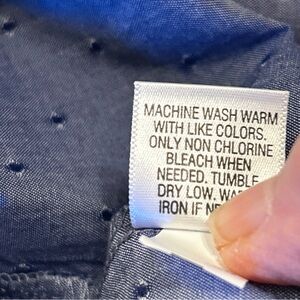 MACHINE WASH WARM
WITH LIKE COLORS.
ONLY NON CHLORINE
BLEACH WHEN
NEEDED. TUMBLE
DRY LOW.
IRON IF